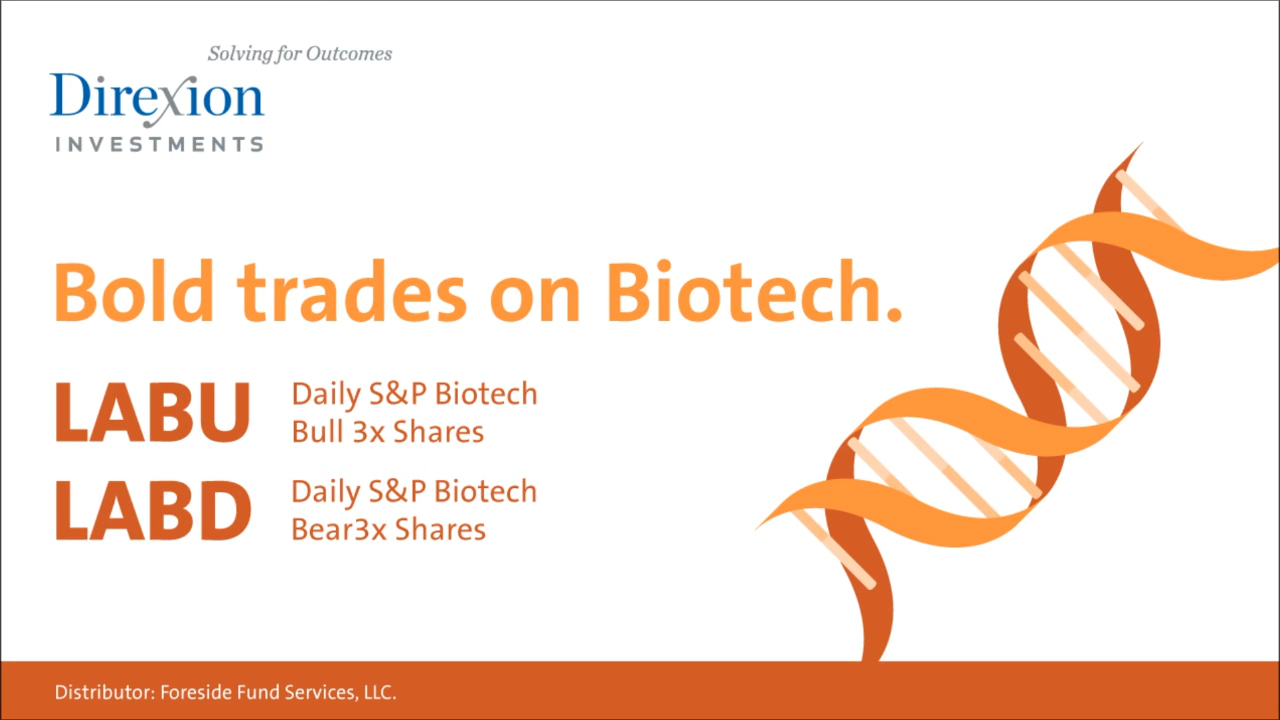 Solving for Outcomes
Direxion
INVESTMENTS
Bold trades on Biotech.
LABU
Daily S&P Biotech
Bull 3x Shares
LABD
Daily S&P Biotech
Bear3x Shares
Distributor: Foreside Fund Services, LLC.